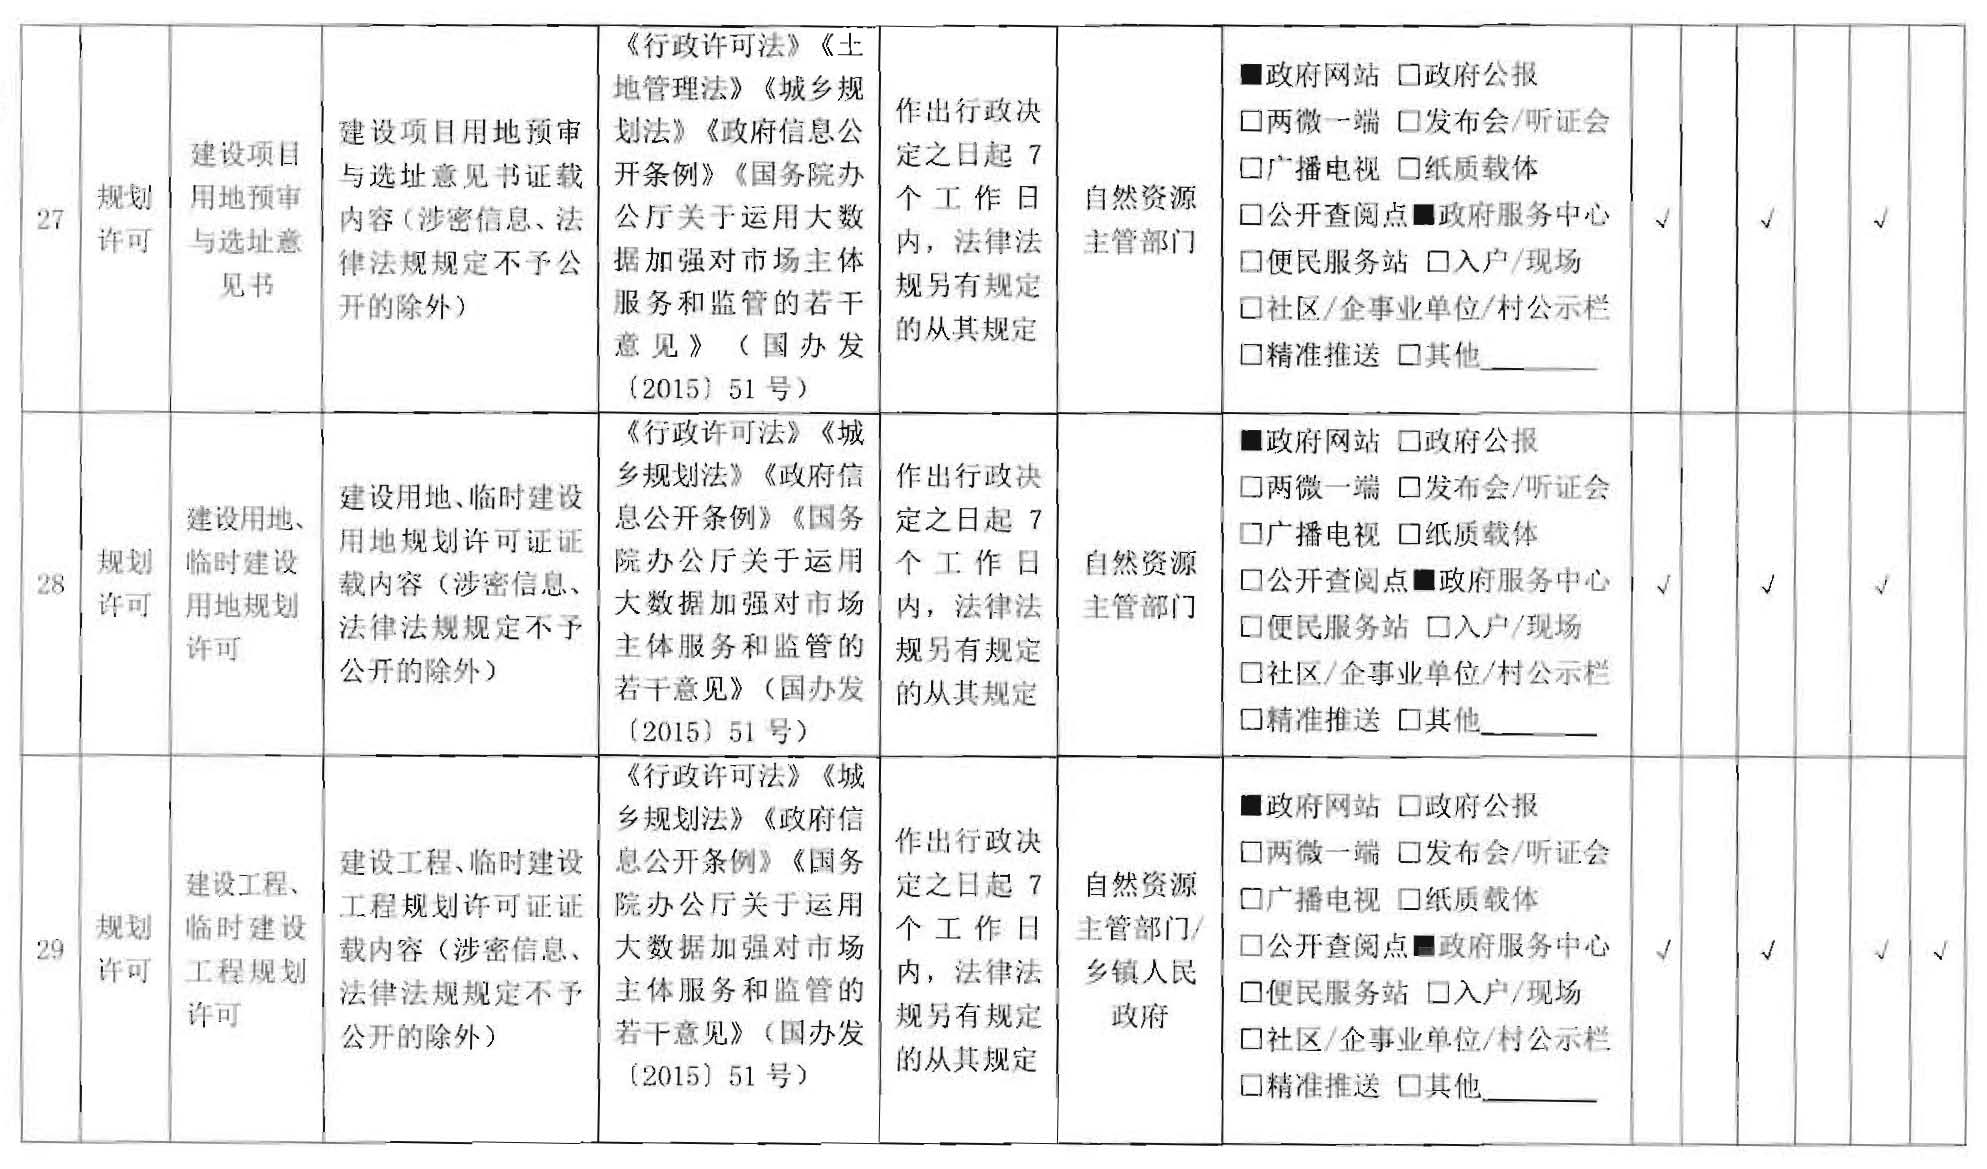 27
规划
许可
建设项目
用地预审
与选址意
见书
建设项目用地预审
与选址意见书证载
内容（涉密信息、法
律法规规定不予公
开的除外）
《行政许可法》《土
地管理法》《城乡规
划法》《政府信息公
开条例》《国务院办
公厅关于运用大数
据加强对市场主体
服务和监管的若干
意见》（国办发
〔2015〕51 号）
作出行政决
定之日起 7
个工作日
内，法律法
规另有规定
的从其规定
自然资源
主管部门
■政府网站 □政府公报
□两微一端 □发布会/听证会
□广播电视 □纸质载体
□公开查阅点■政府服务中心
□便民服务站 □入户/现场
□社区/企事业单位/村公示栏
□精准推送 □其他________
√ √ √
28
规划
许可
建设用地、
临时建设
用地规划
许可
建设用地、临时建设
用地规划许可证证
载内容（涉密信息、
法律法规规定不予
公开的除外）
《行政许可法》《城
乡规划法》《政府信
息公开条例》《国务
院办公厅关于运用
大数据加强对市场
主体服务和监管的
若干意见》（国办发
〔2015〕51 号）
作出行政决
定之日起 7
个工作日
内，法律法
规另有规定
的从其规定
自然资源
主管部门
■政府网站 □政府公报
□两微一端 □发布会/听证会
□广播电视 □纸质载体
□公开查阅点■政府服务中心
□便民服务站 □入户/现场
□社区/企事业单位/村公示栏
□精准推送 □其他________
√ √ √
29
规划
许可
建设工程、
临时建设
工程规划
许可
建设工程、临时建设
工程规划许可证证
载内容（涉密信息、
法律法规规定不予
公开的除外）
《行政许可法》《城
乡规划法》《政府信
息公开条例》《国务
院办公厅关于运用
大数据加强对市场
主体服务和监管的
若干意见》（国办发
〔2015〕51 号）
作出行政决
定之日起 7
个工作日
内，法律法
规另有规定
的从其规定
自然资源
主管部门/
乡镇人民
政府
■政府网站 □政府公报
□两微一端 □发布会/听证会
□广播电视 □纸质载体
□公开查阅点■政府服务中心
□便民服务站 □入户/现场
□社区/企事业单位/村公示栏
□精准推送 □其他________
√ √ √ √